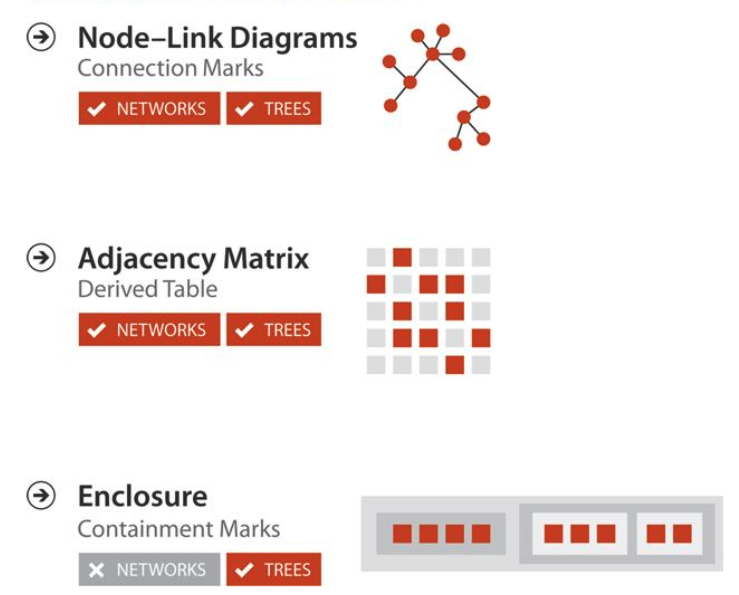 Node–Link Diagrams
Connection Marks
NETWORKS TREES
Adjacency Matrix
Derived Table
NETWORKS TREES
Enclosure
Containment Marks
NETWORKS TREES